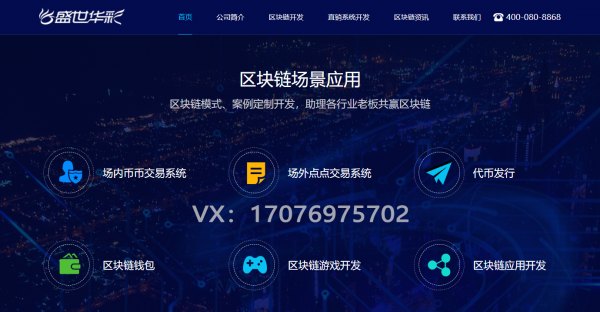 盛世华彩 首页 公司简介 区块链开发 直销系统开发 区块链资讯 联系我们 400-080-8868
区块链场景应用
区块链模式、案例定制开发，助理各行业老板共赢区块链
场内币币交易系统 场外点点交易系统 代币发行
VX：17076975702
区块链钱包 区块链游戏开发 区块链应用开发